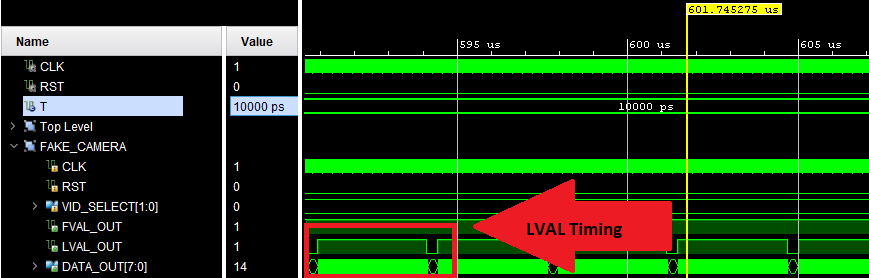 601.745275 us
Name Value 595 us 600 us 605 us
CLK 1
RST 0
T 10000 ps 10000 ps
Top Level
FAKE_CAMERA
CLK 1
RST 0
VID_SELECT[1:0] 0
FVAL_OUT 1
LVAL_OUT 1
LVAL Timing
DATA_OUT[7:0] 14